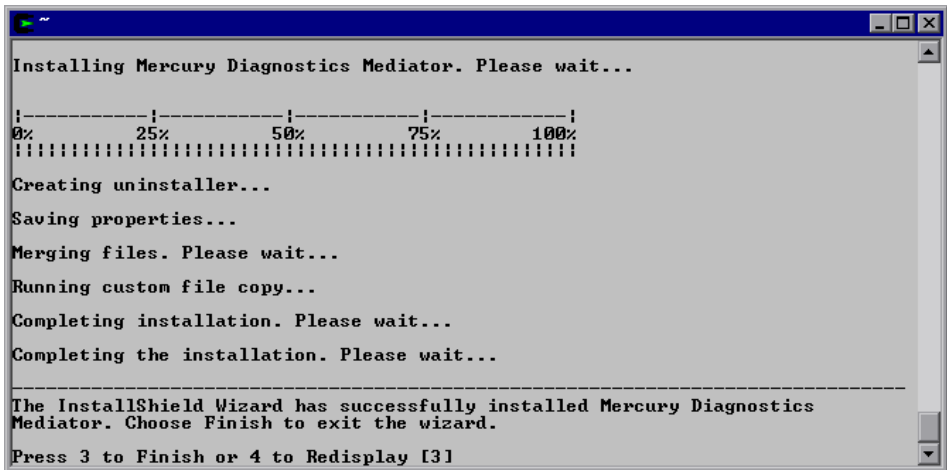 ~
Installing Mercury Diagnostics Mediator. Please wait...
|-----------|-----------|-----------|------------|
0% 25% 50% 75% 100%
||||||||||||||||||||||||||||||||||||||||||||||||||
Creating uninstaller...
Saving properties...
Merging files. Please wait...
Running custom file copy...
Completing installation. Please wait...
Completing the installation. Please wait...
-------------------------------------------------------------------------------
The InstallShield Wizard has successfully installed Mercury Diagnostics
Mediator. Choose Finish to exit the wizard.
Press 3 to Finish or 4 to Redisplay [3]